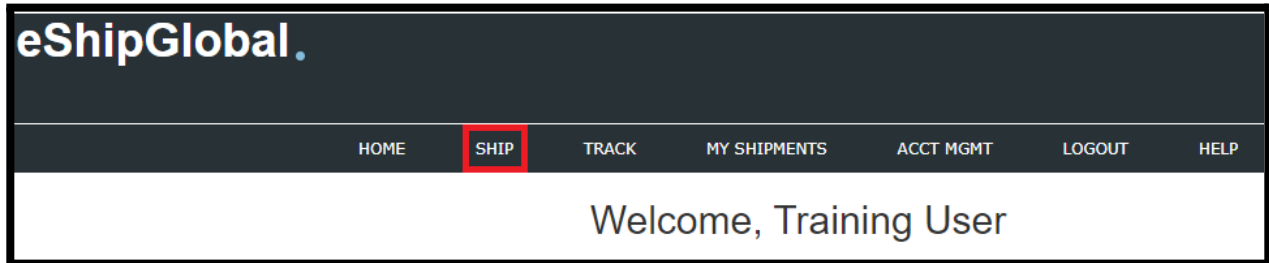 eShipGlobal.
HOME SHIP TRACK MY SHIPMENTS ACCT MGMT LOGOUT HELP
Welcome, Training User